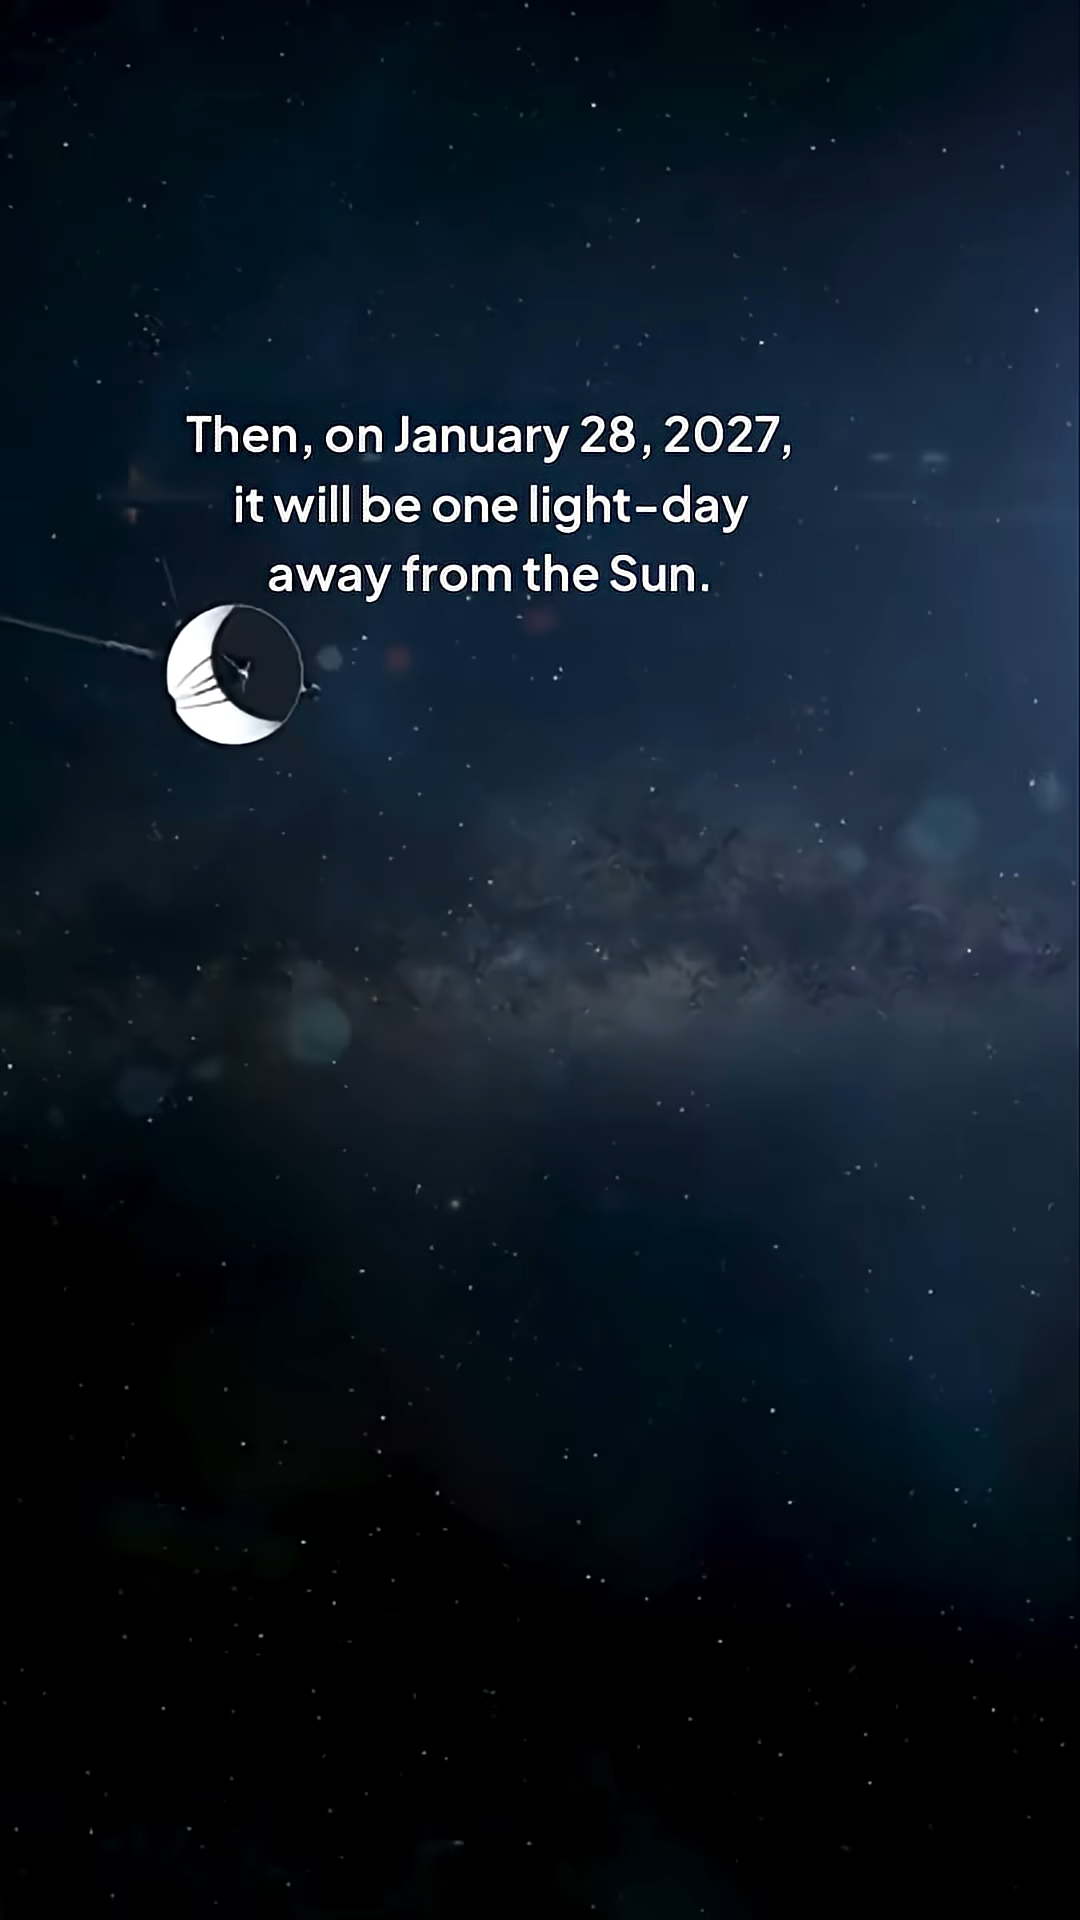 Then, on January 28, 2027,
it will be one light-day
away from the Sun.